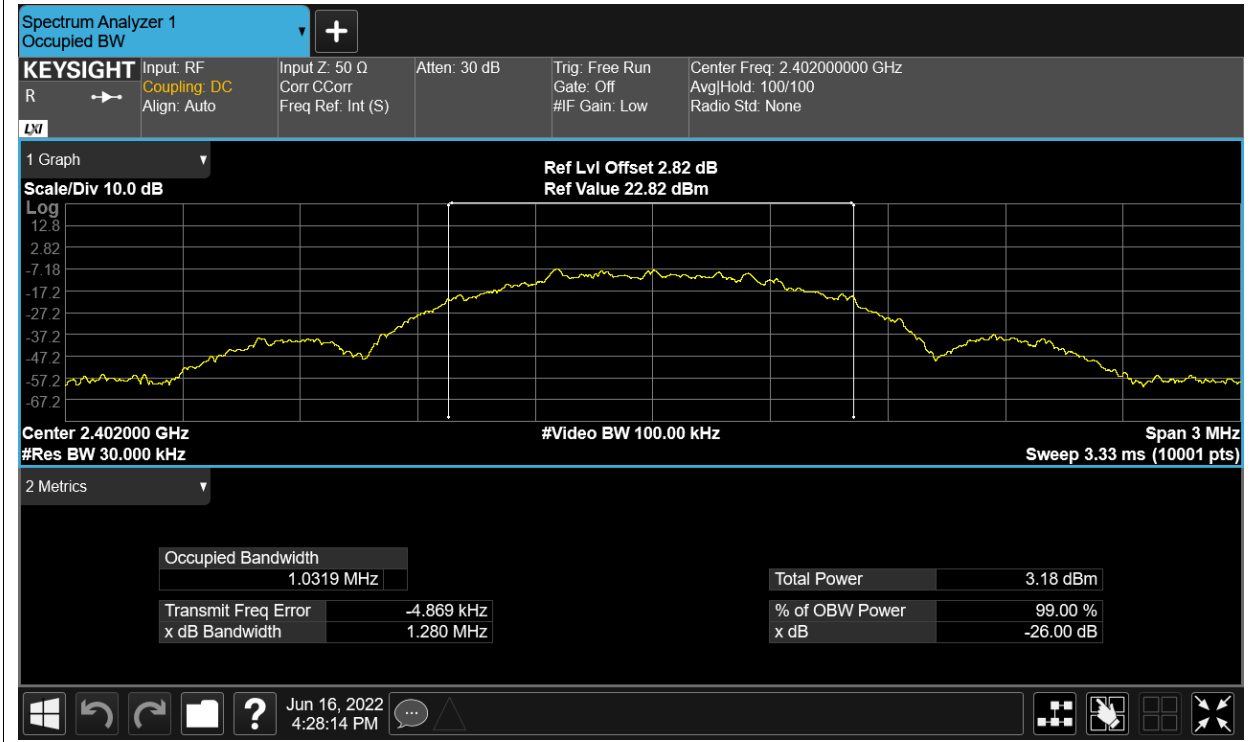 Spectrum Analyzer 1
Occupied BW
KEYSIGHT
R
LXI
Input: RF
Coupling: DC
Align: Auto
Input Z: 50 Ω
Corr CCorr
Freq Ref: Int (S)
Atten: 30 dB
Trig: Free Run
Gate: Off
#IF Gain: Low
Center Freq: 2.402000000 GHz
Avg|Hold: 100/100
Radio Std: None
1 Graph
Scale/Div 10.0 dB
Ref Lvl Offset 2.82 dB
Ref Value 22.82 dBm
Log
12.8
2.82
-7.18
-17.2
-27.2
-37.2
-47.2
-57.2
-67.2
Center 2.402000 GHz
#Video BW 100.00 kHz
Span 3 MHz
#Res BW 30.000 kHz
Sweep 3.33 ms (10001 pts)
2 Metrics
Occupied Bandwidth
1.0319 MHz
Transmit Freq Error -4.869 kHz
x dB Bandwidth 1.280 MHz
Total Power 3.18 dBm
% of OBW Power 99.00 %
x dB -26.00 dB
?
Jun 16, 2022
4:28:14 PM